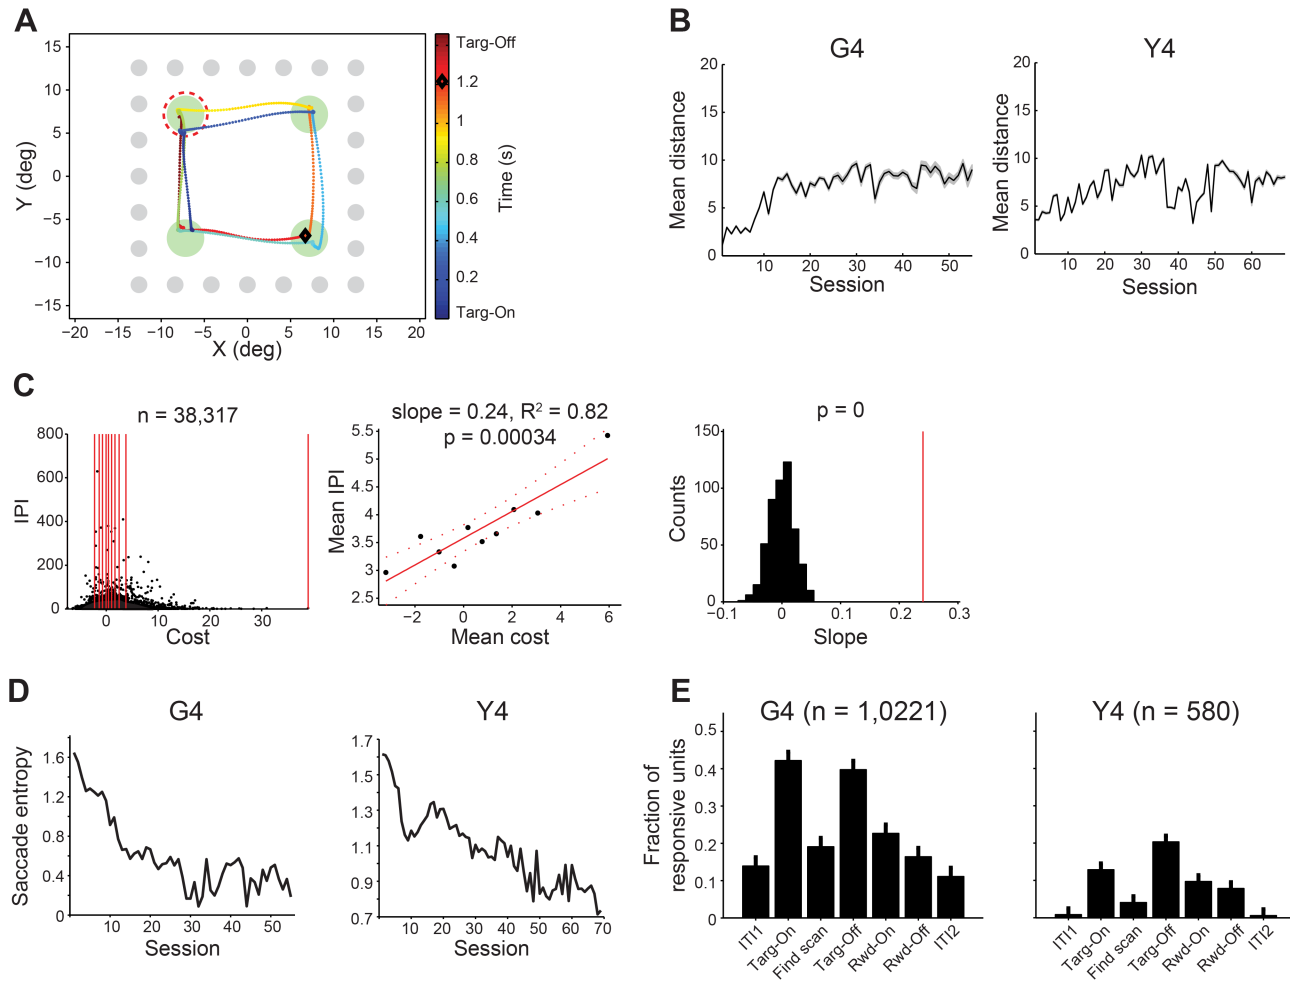 A
15
10
5
0
−5
−10
−15
Y (deg)
−20 −15 −10 −5 0 5 10 15 20
X (deg)
Targ-Off
1.2
1
0.8
0.6
0.4
0.2
Targ-On
Time (s)
B
G4
20
15
10
5
0
Mean distance
10 20 30 40 50
Session
Y4
20
15
10
5
0
Mean distance
10 20 30 40 50 60
Session
C
n = 38,317
800
600
400
200
0
IPI
0 10 20 30
Cost
slope = 0.24, R² = 0.82
p = 0.00034
5.5
5
4.5
4
3.5
3
2.5
Mean IPI
−2 0 2 4 6
Mean cost
p = 0
150
100
50
0
Counts
−0.1 0 0.1 0.2 0.3
Slope
D
G4
1.6
1.2
0.8
0.4
0
Saccade entropy
10 20 30 40 50
Session
Y4
1.7
1.5
1.3
1.1
0.9
0.7
10 20 30 40 50 60 70
Session
E
G4 (n = 1,0221)
0.5
0.4
0.3
0.2
0.1
0
Fraction of
responsive units
ITI1
Targ-On
Find scan
Targ-Off
Rwd-On
Rwd-Off
ITI2
Y4 (n = 580)
ITI1
Targ-On
Find scan
Targ-Off
Rwd-On
Rwd-Off
ITI2